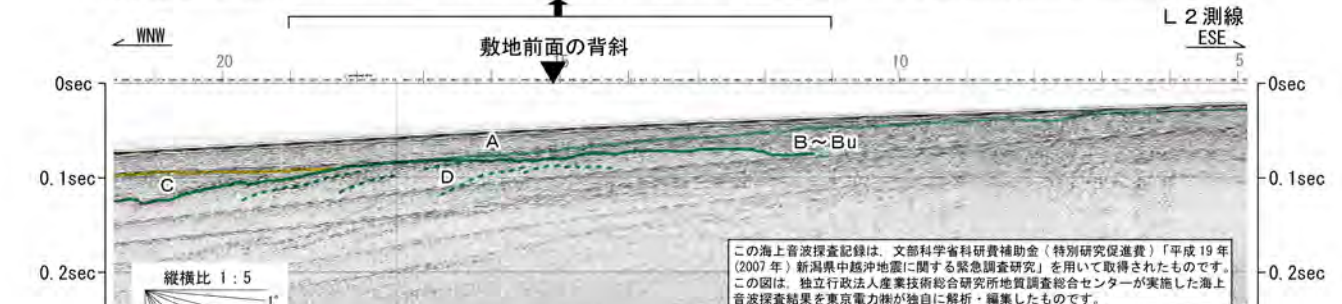 L 2測線
WNW
ESE
敷地前面の背斜
20
10
5
0sec
0sec
A
B～Bu
0.1sec
C
D
0.1sec
0.2sec
0.2sec
縦横比 1:5
1°
この海上音波探査記録は，文部科学省科研費補助金（特別研究促進費）「平成 19 年
(2007 年) 新潟県中越沖地震に関する緊急調査研究」を用いて取得されたものです。
この図は，独立行政法人産業技術総合研究所地質調査総合センターが実施した海上
音波探査結果を東京電力㈱が独自に解析・編集したものです。